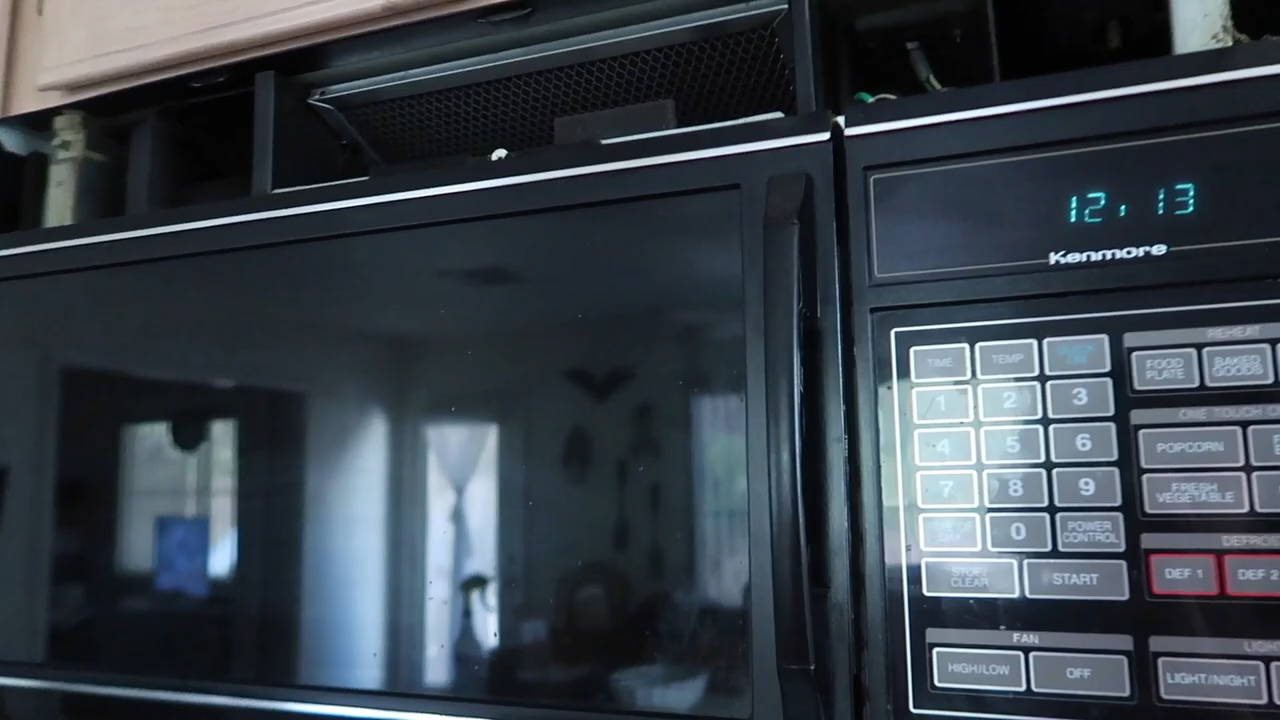 12:13
Kenmore
TIME TEMP
REHEAT
FOOD PLATE
BAKED GOODS
1 2 3
ONE TOUCH
4 5 6
POPCORN
7 8 9
FRESH VEGETABLE
0
POWER CONTROL
STOP/CLEAR
START
DEF 1
DEF 2
FAN
HIGH/LOW
OFF
LIGHT/NIGHT